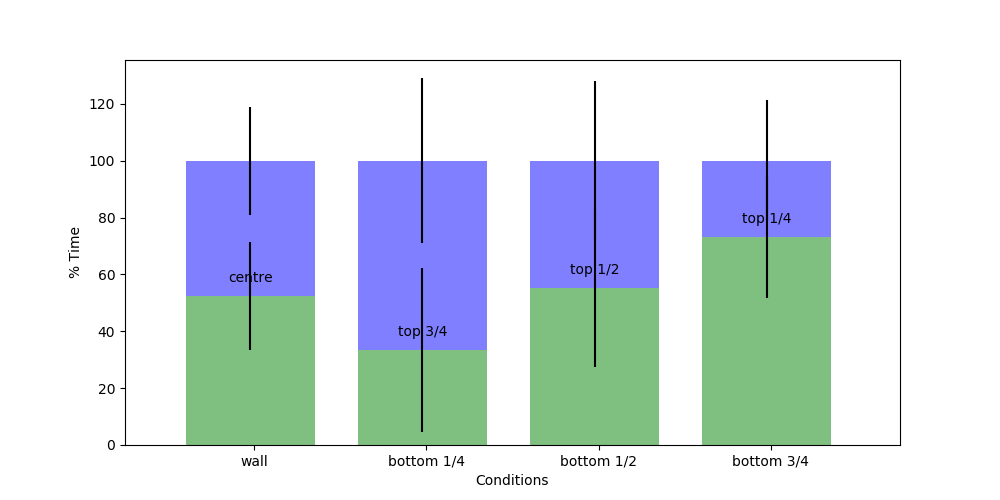 120
100
80
60
40
20
0
% Time
centre
top 3/4
top 1/2
top 1/4
wall
bottom 1/4
bottom 1/2
bottom 3/4
Conditions